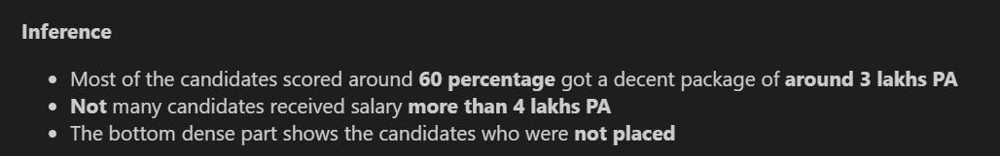 Inference
• Most of the candidates scored around 60 percentage got a decent package of around 3 lakhs PA
• Not many candidates received salary more than 4 lakhs PA
• The bottom dense part shows the candidates who were not placed